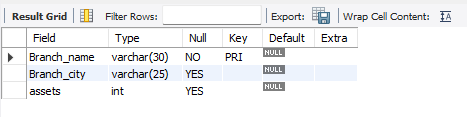 Result Grid Filter Rows: Export: Wrap Cell Content: IA
Field Type Null Key Default Extra
Branch_name varchar(30) NO PRI NULL
Branch_city varchar(25) YES NULL
assets int YES NULL